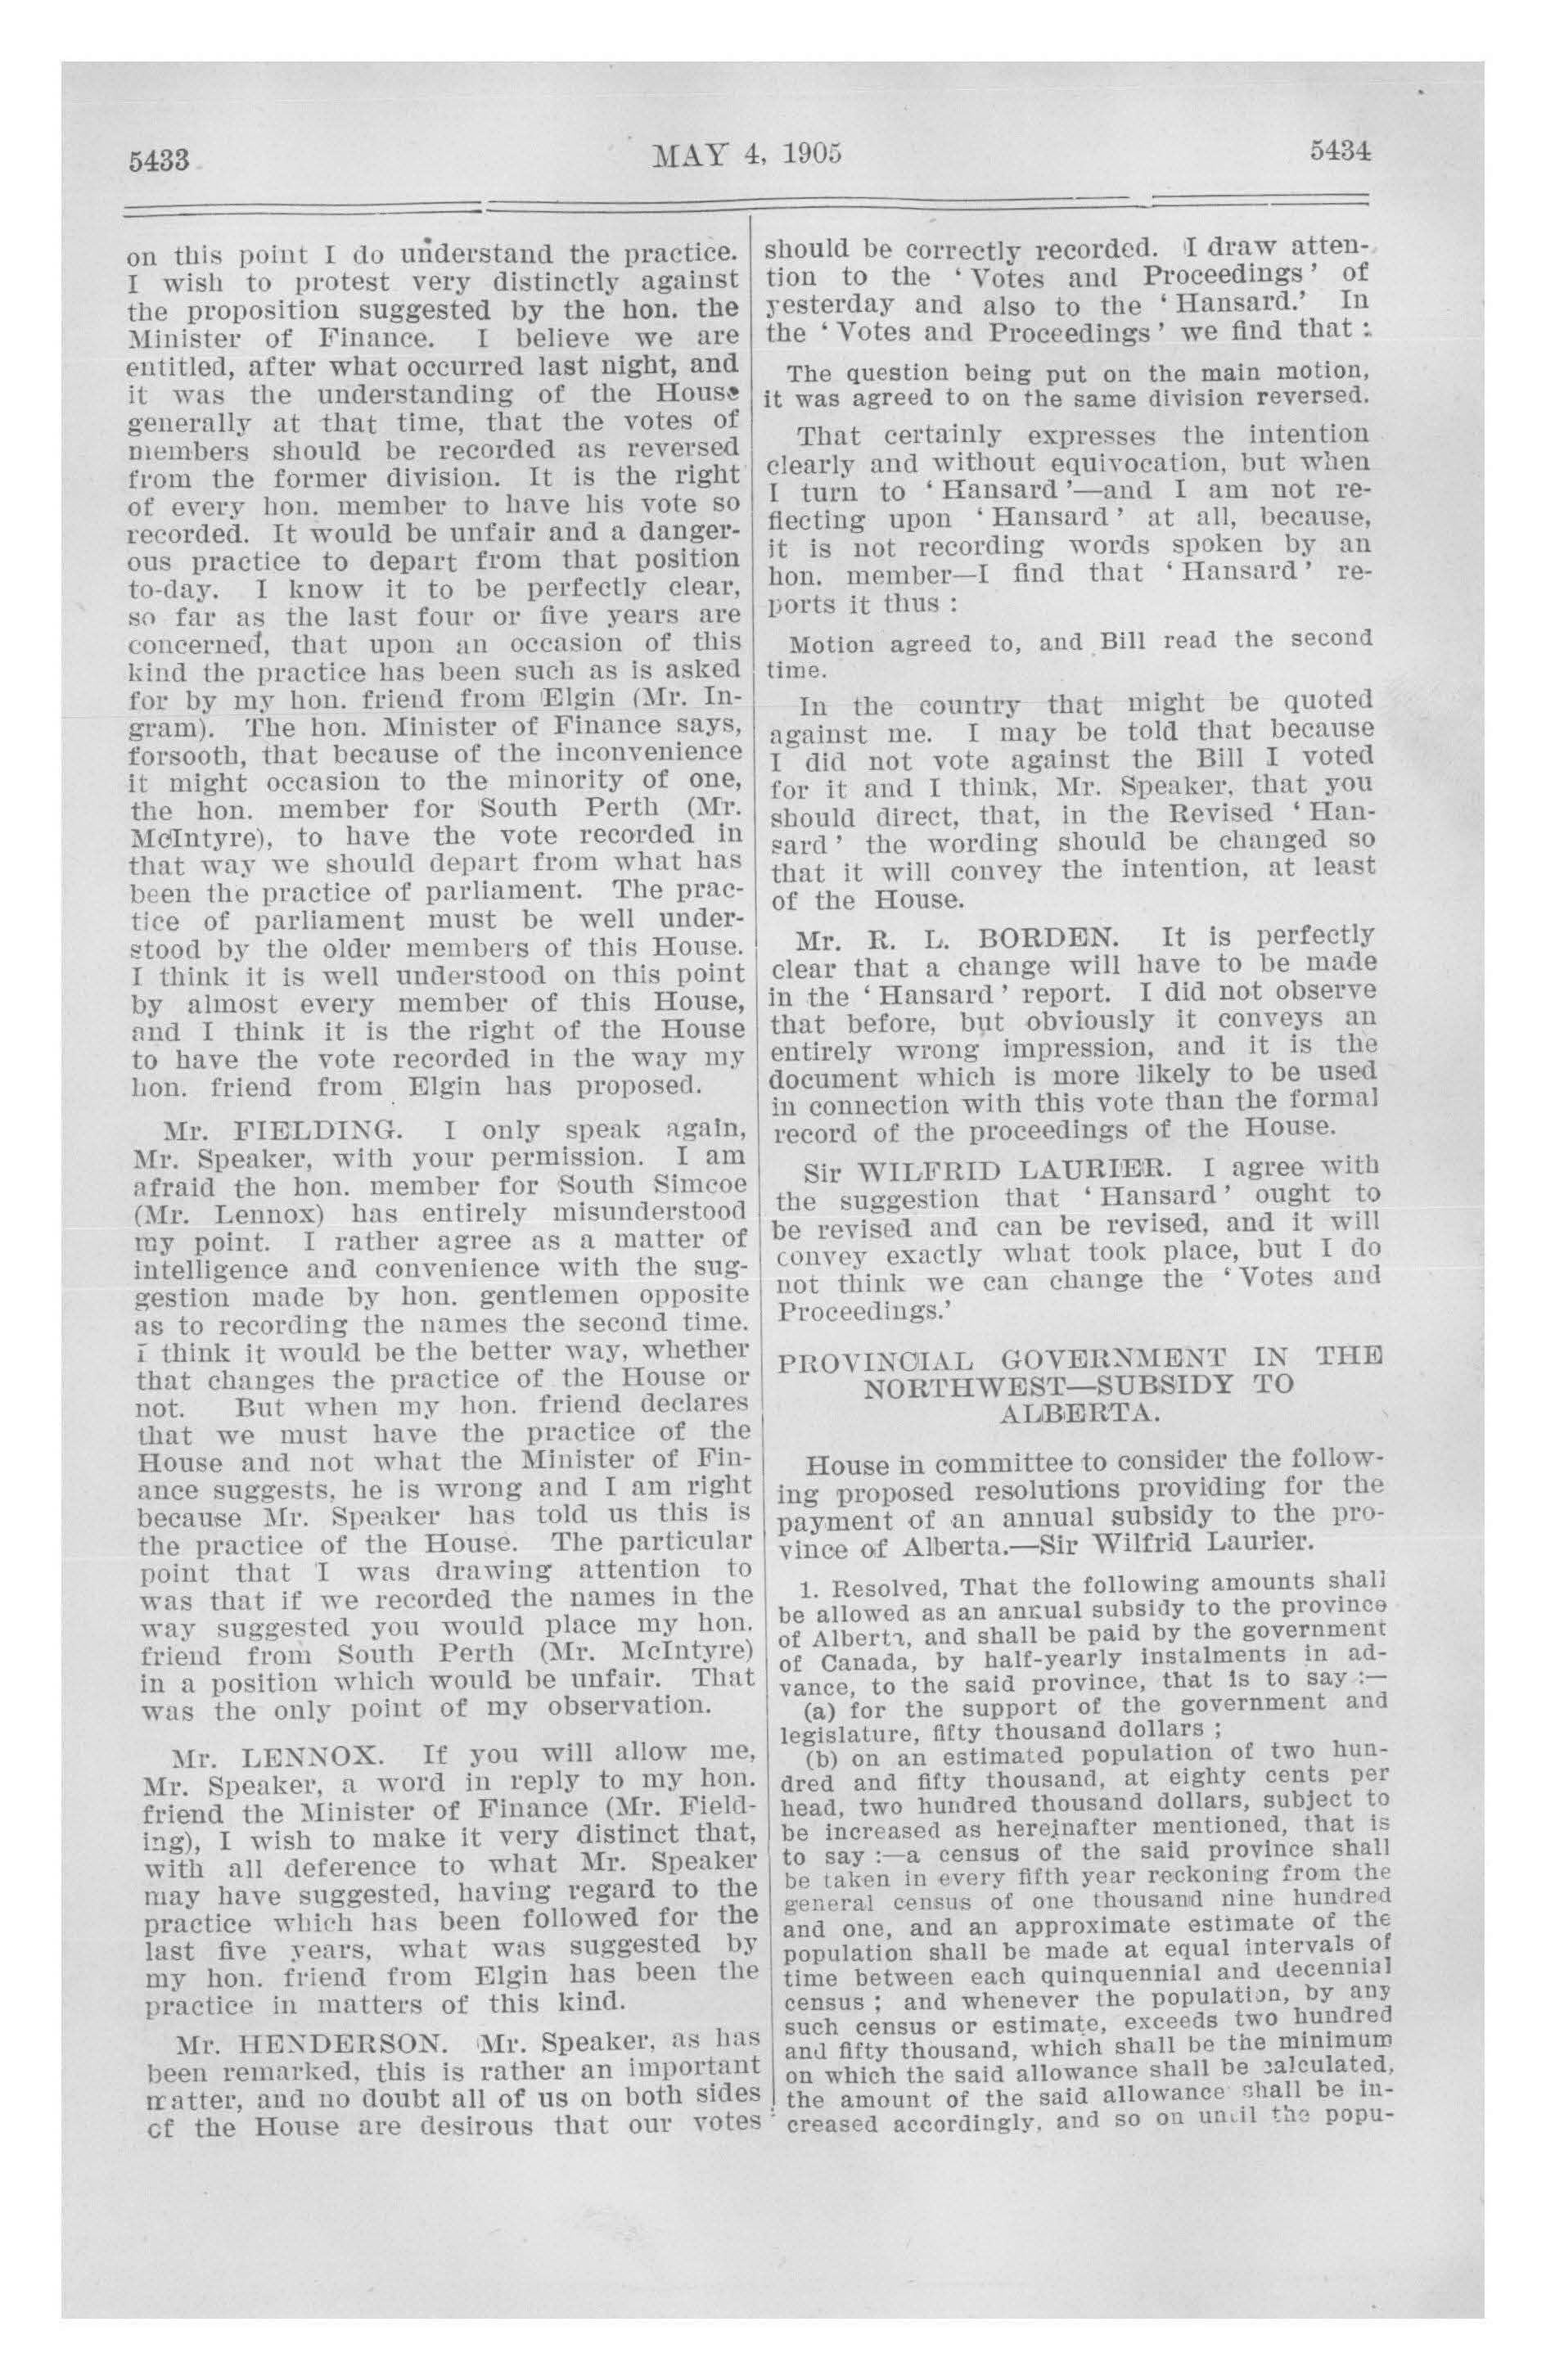 5433
MAY 4, 1905
5434
on this point I do understand the practice.
I wish to protest very distinctly against
the proposition suggested by the hon. the
Minister of Finance. I believe we are
entitled, after what occurred last night, and
it was the understanding of the House
generally at that time, that the votes of
members should be recorded as reversed
from the former division. It is the right
of every hon. member to have his vote so
recorded. It would be unfair and a danger-
ous practice to depart from that position
to-day. I know it to be perfectly clear,
so far as the last four or five years are
concerned, that upon an occasion of this
kind the practice has been such as is asked
for by my hon. friend from Elgin (Mr. In-
gram). The hon. Minister of Finance says,
forsooth, that because of the inconvenience
it might occasion to the minority of one,
the hon. member for South Perth (Mr.
McIntyre), to have the vote recorded in
that way we should depart from what has
been the practice of parliament. The prac-
tice of parliament must be well under-
stood by the older members of this House.
I think it is well understood on this point
by almost every member of this House,
and I think it is the right of the House
to have the vote recorded in the way my
hon. friend from Elgin has proposed.
Mr. FIELDING. I only speak again,
Mr. Speaker, with your permission. I am
afraid the hon. member for South Simcoe
(Mr. Lennox) has entirely misunderstood
my point. I rather agree as a matter of
intelligence and convenience with the sug-
gestion made by hon. gentlemen opposite
as to recording the names the second time.
I think it would be the better way, whether
that changes the practice of the House or
not. But when my hon. friend declares
that we must have the practice of the
House and not what the Minister of Fin-
ance suggests, he is wrong and I am right
because Mr. Speaker has told us this is
the practice of the House. The particular
point that I was drawing attention to
was that if we recorded the names in the
way suggested you would place my hon.
friend from South Perth (Mr. McIntyre)
in a position which would be unfair. That
was the only point of my observation.
Mr. LENNOX. If you will allow me,
Mr. Speaker, a word in reply to my hon.
friend the Minister of Finance (Mr. Field-
ing), I wish to make it very distinct that,
with all deference to what Mr. Speaker
may have suggested, having regard to the
practice which has been followed for the
last five years, what was suggested by
my hon. friend from Elgin has been the
practice in matters of this kind.
Mr. HENDERSON. Mr. Speaker, as has
been remarked, this is rather an important
matter, and no doubt all of us on both sides
of the House are desirous that our votes
should be correctly recorded. I draw atten-
tion to the ‘ Votes and Proceedings ’ of
yesterday and also to the ‘ Hansard.’ In
the ‘ Votes and Proceedings ’ we find that :
The question being put on the main motion,
it was agreed to on the same division reversed.
That certainly expresses the intention
clearly and without equivocation, but when
I turn to ‘ Hansard ’—and I am not re-
flecting upon ‘ Hansard ’ at all, because,
it is not recording words spoken by an
hon. member—I find that ‘ Hansard ’ re-
ports it thus :
Motion agreed to, and Bill read the second
time.
In the country that might be quoted
against me. I may be told that because
I did not vote against the Bill I voted
for it and I think, Mr. Speaker, that you
should direct, that, in the Revised ‘ Han-
sard ’ the wording should be changed so
that it will convey the intention, at least
of the House.
Mr. R. L. BORDEN. It is perfectly
clear that a change will have to be made
in the ‘ Hansard ’ report. I did not observe
that before, but obviously it conveys an
entirely wrong impression, and it is the
document which is more likely to be used
in connection with this vote than the formal
record of the proceedings of the House.
Sir WILFRID LAURIER. I agree with
the suggestion that ‘ Hansard ’ ought to
be revised and can be revised, and it will
convey exactly what took place, but I do
not think we can change the ‘ Votes and
Proceedings.’
PROVINCIAL GOVERNMENT IN THE
NORTHWEST—SUBSIDY TO
ALBERTA.
House in committee to consider the follow-
ing proposed resolutions providing for the
payment of an annual subsidy to the pro-
vince of Alberta.—Sir Wilfrid Laurier.
1. Resolved, That the following amounts shall
be allowed as an annual subsidy to the province
of Alberta, and shall be paid by the government
of Canada, by half-yearly instalments in ad-
vance, to the said province, that is to say :—
(a) for the support of the government and
legislature, fifty thousand dollars ;
(b) on an estimated population of two hun-
dred and fifty thousand, at eighty cents per
head, two hundred thousand dollars, subject to
be increased as hereinafter mentioned, that is
to say :—a census of the said province shall
be taken in every fifth year reckoning from the
general census of one thousand nine hundred
and one, and an approximate estimate of the
population shall be made at equal intervals of
time between each quinquennial and decennial
census ; and whenever the population, by any
such census or estimate, exceeds two hundred
and fifty thousand, which shall be the minimum
on which the said allowance shall be calculated,
the amount of the said allowance shall be in-
creased accordingly, and so on until the popu-